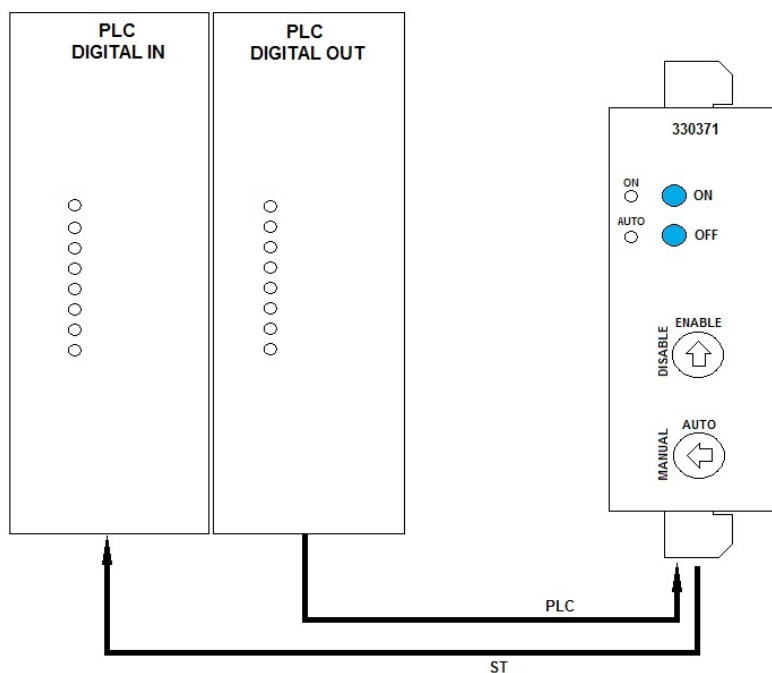 PLC
DIGITAL IN
PLC
DIGITAL OUT
330371
ON
ON
AUTO
OFF
ENABLE
DISABLE
AUTO
MANUAL
PLC
ST